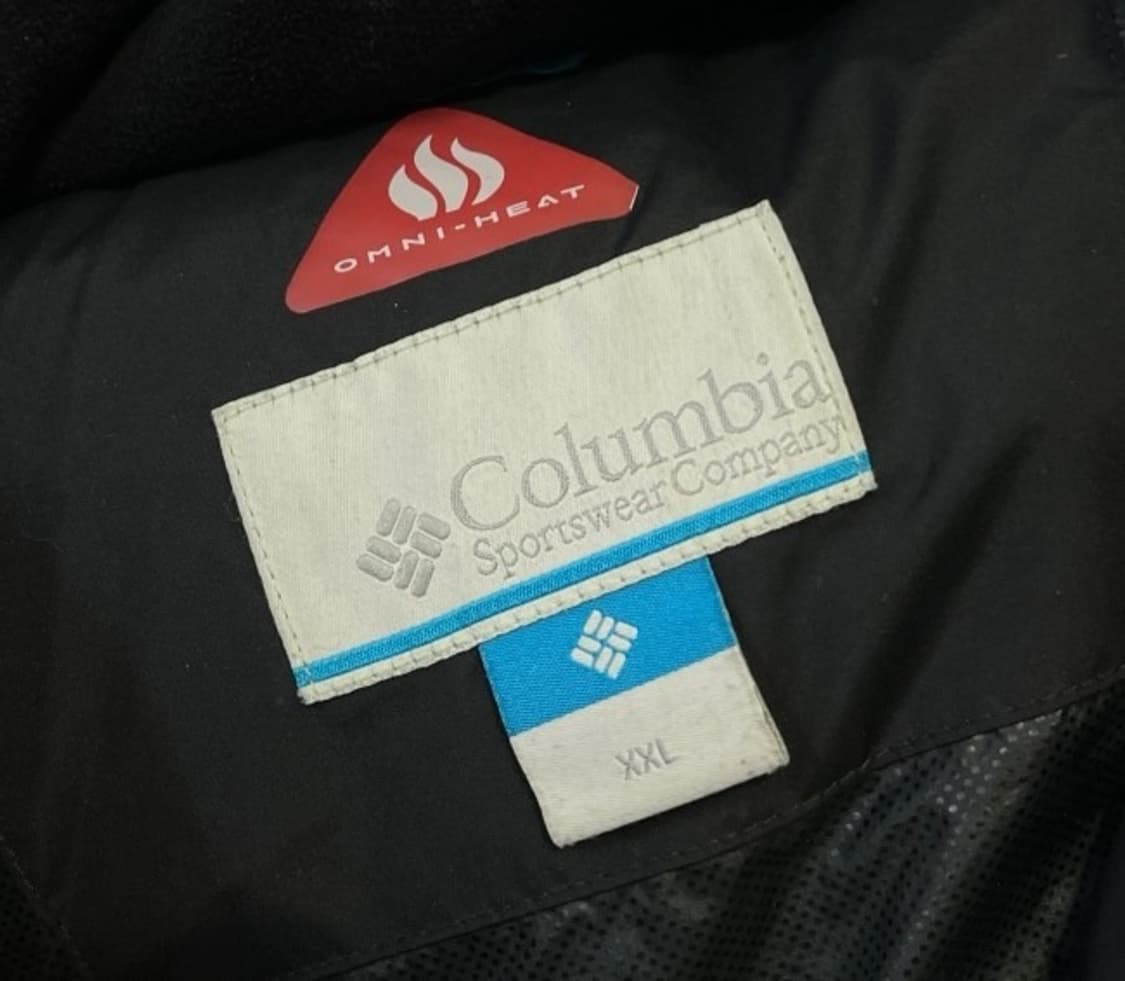 OMNI-HEAT
Columbia
Sportswear Company
XXL